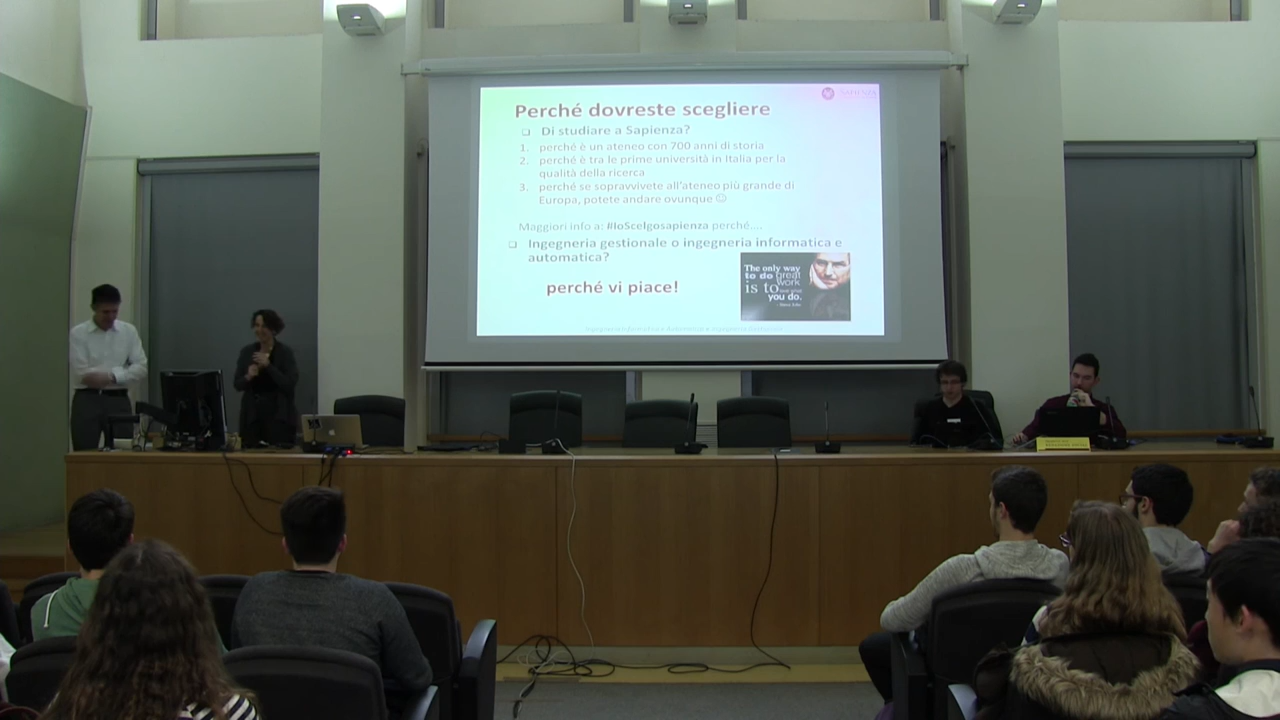 SAPIENZA
Perché dovreste scegliere
Di studiare a Sapienza?
1. perché è un ateneo con 700 anni di storia
2. perché è tra le prime università in Italia per la
qualità della ricerca
3. perché se sopravvivete all'ateneo più grande di
Europa, potete andare ovunque ☺
Maggiori info a: #IoScelgosapienza perché....
Ingegneria gestionale o ingegneria informatica e
automatica?
perché vi piace!
The only way
to do great
work
is to
you do.